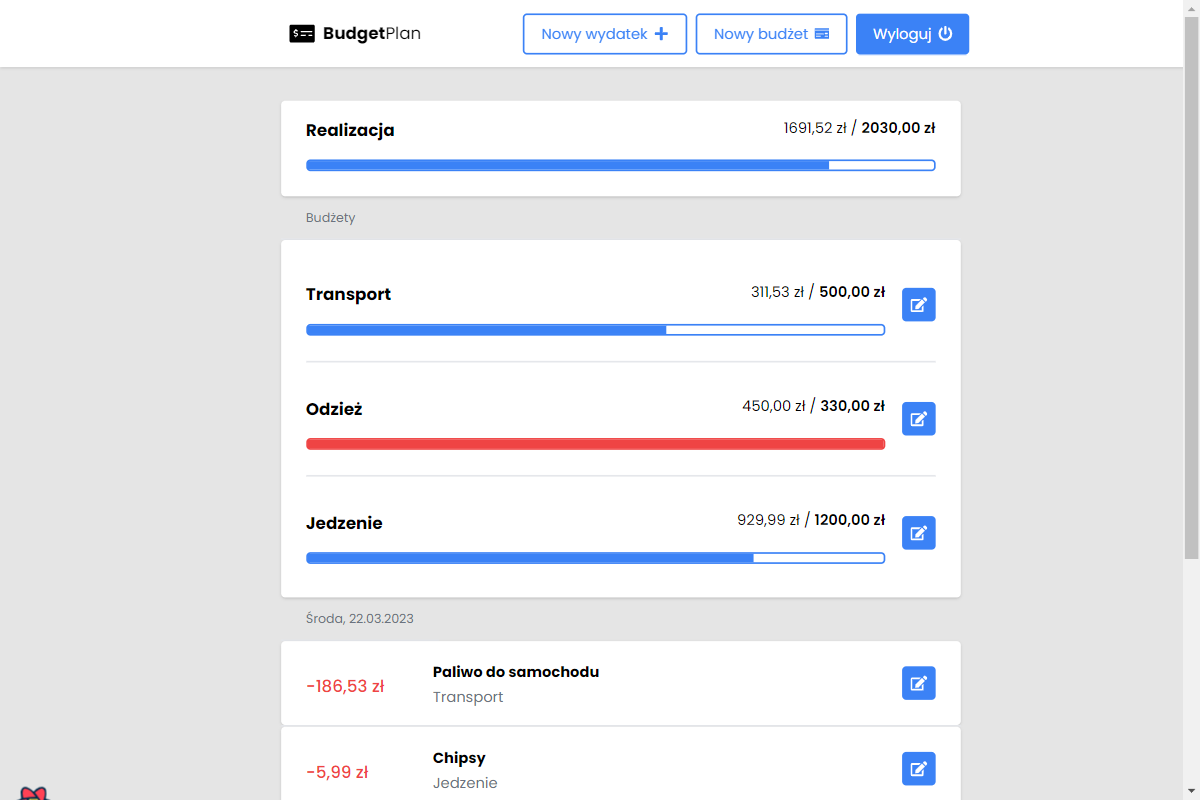 BudgetPlan
Nowy wydatek
Nowy budżet
Wyloguj
Realizacja
1691,52 zł / 2030,00 zł
Budżety
Transport
311,53 zł / 500,00 zł
Odzież
450,00 zł / 330,00 zł
Jedzenie
929,99 zł / 1200,00 zł
Środa, 22.03.2023
-186,53 zł
Paliwo do samochodu
Transport
-5,99 zł
Chipsy
Jedzenie